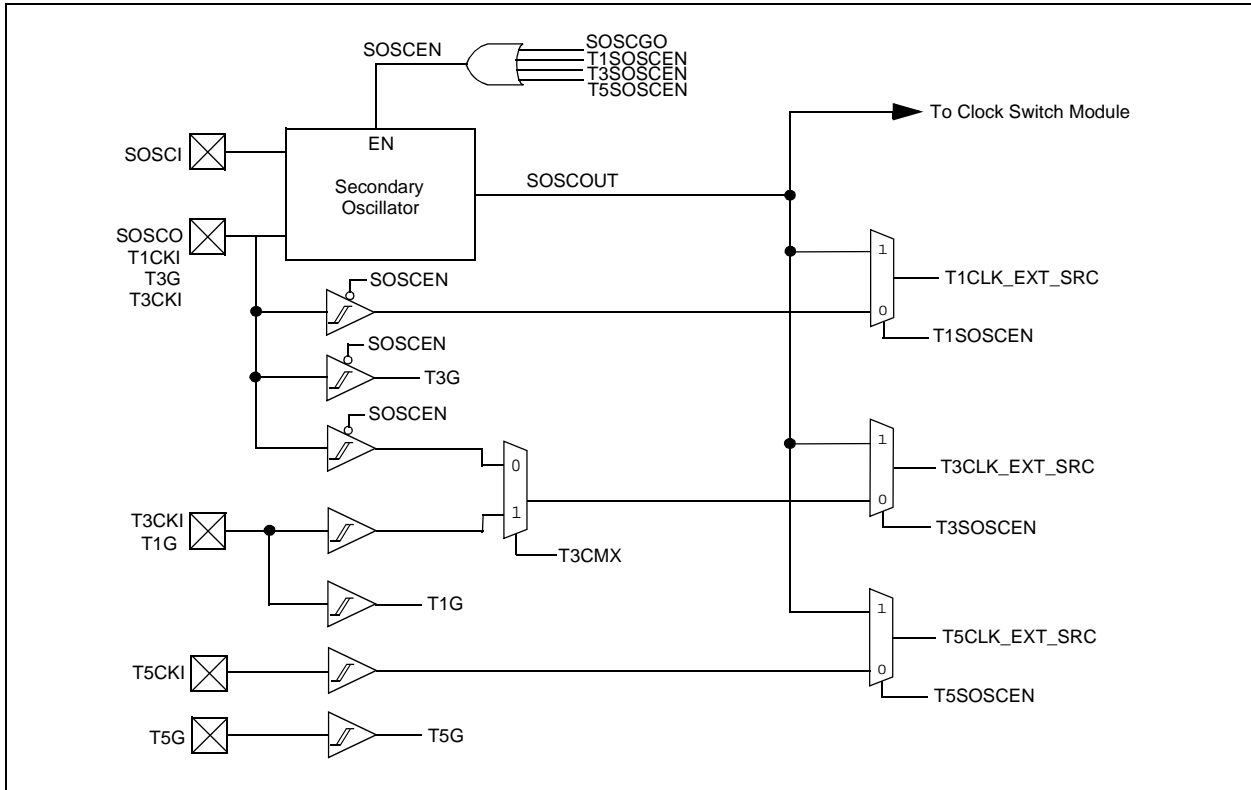 SOSCEN
SOSCGO
T1SOSCEN
T3SOSCEN
T5SOSCEN
To Clock Switch Module
EN
SOSCI
Secondary
Oscillator
SOSCOUT
SOSCO
T1CKI
T3G
T3CKI
SOSCEN
1
0
T1CLK_EXT_SRC
T1SOSCEN
SOSCEN
T3G
SOSCEN
0
1
T3CMX
1
0
T3CLK_EXT_SRC
T3SOSCEN
T3CKI
T1G
T1G
1
0
T5CLK_EXT_SRC
T5SOSCEN
T5CKI
T5G
T5G